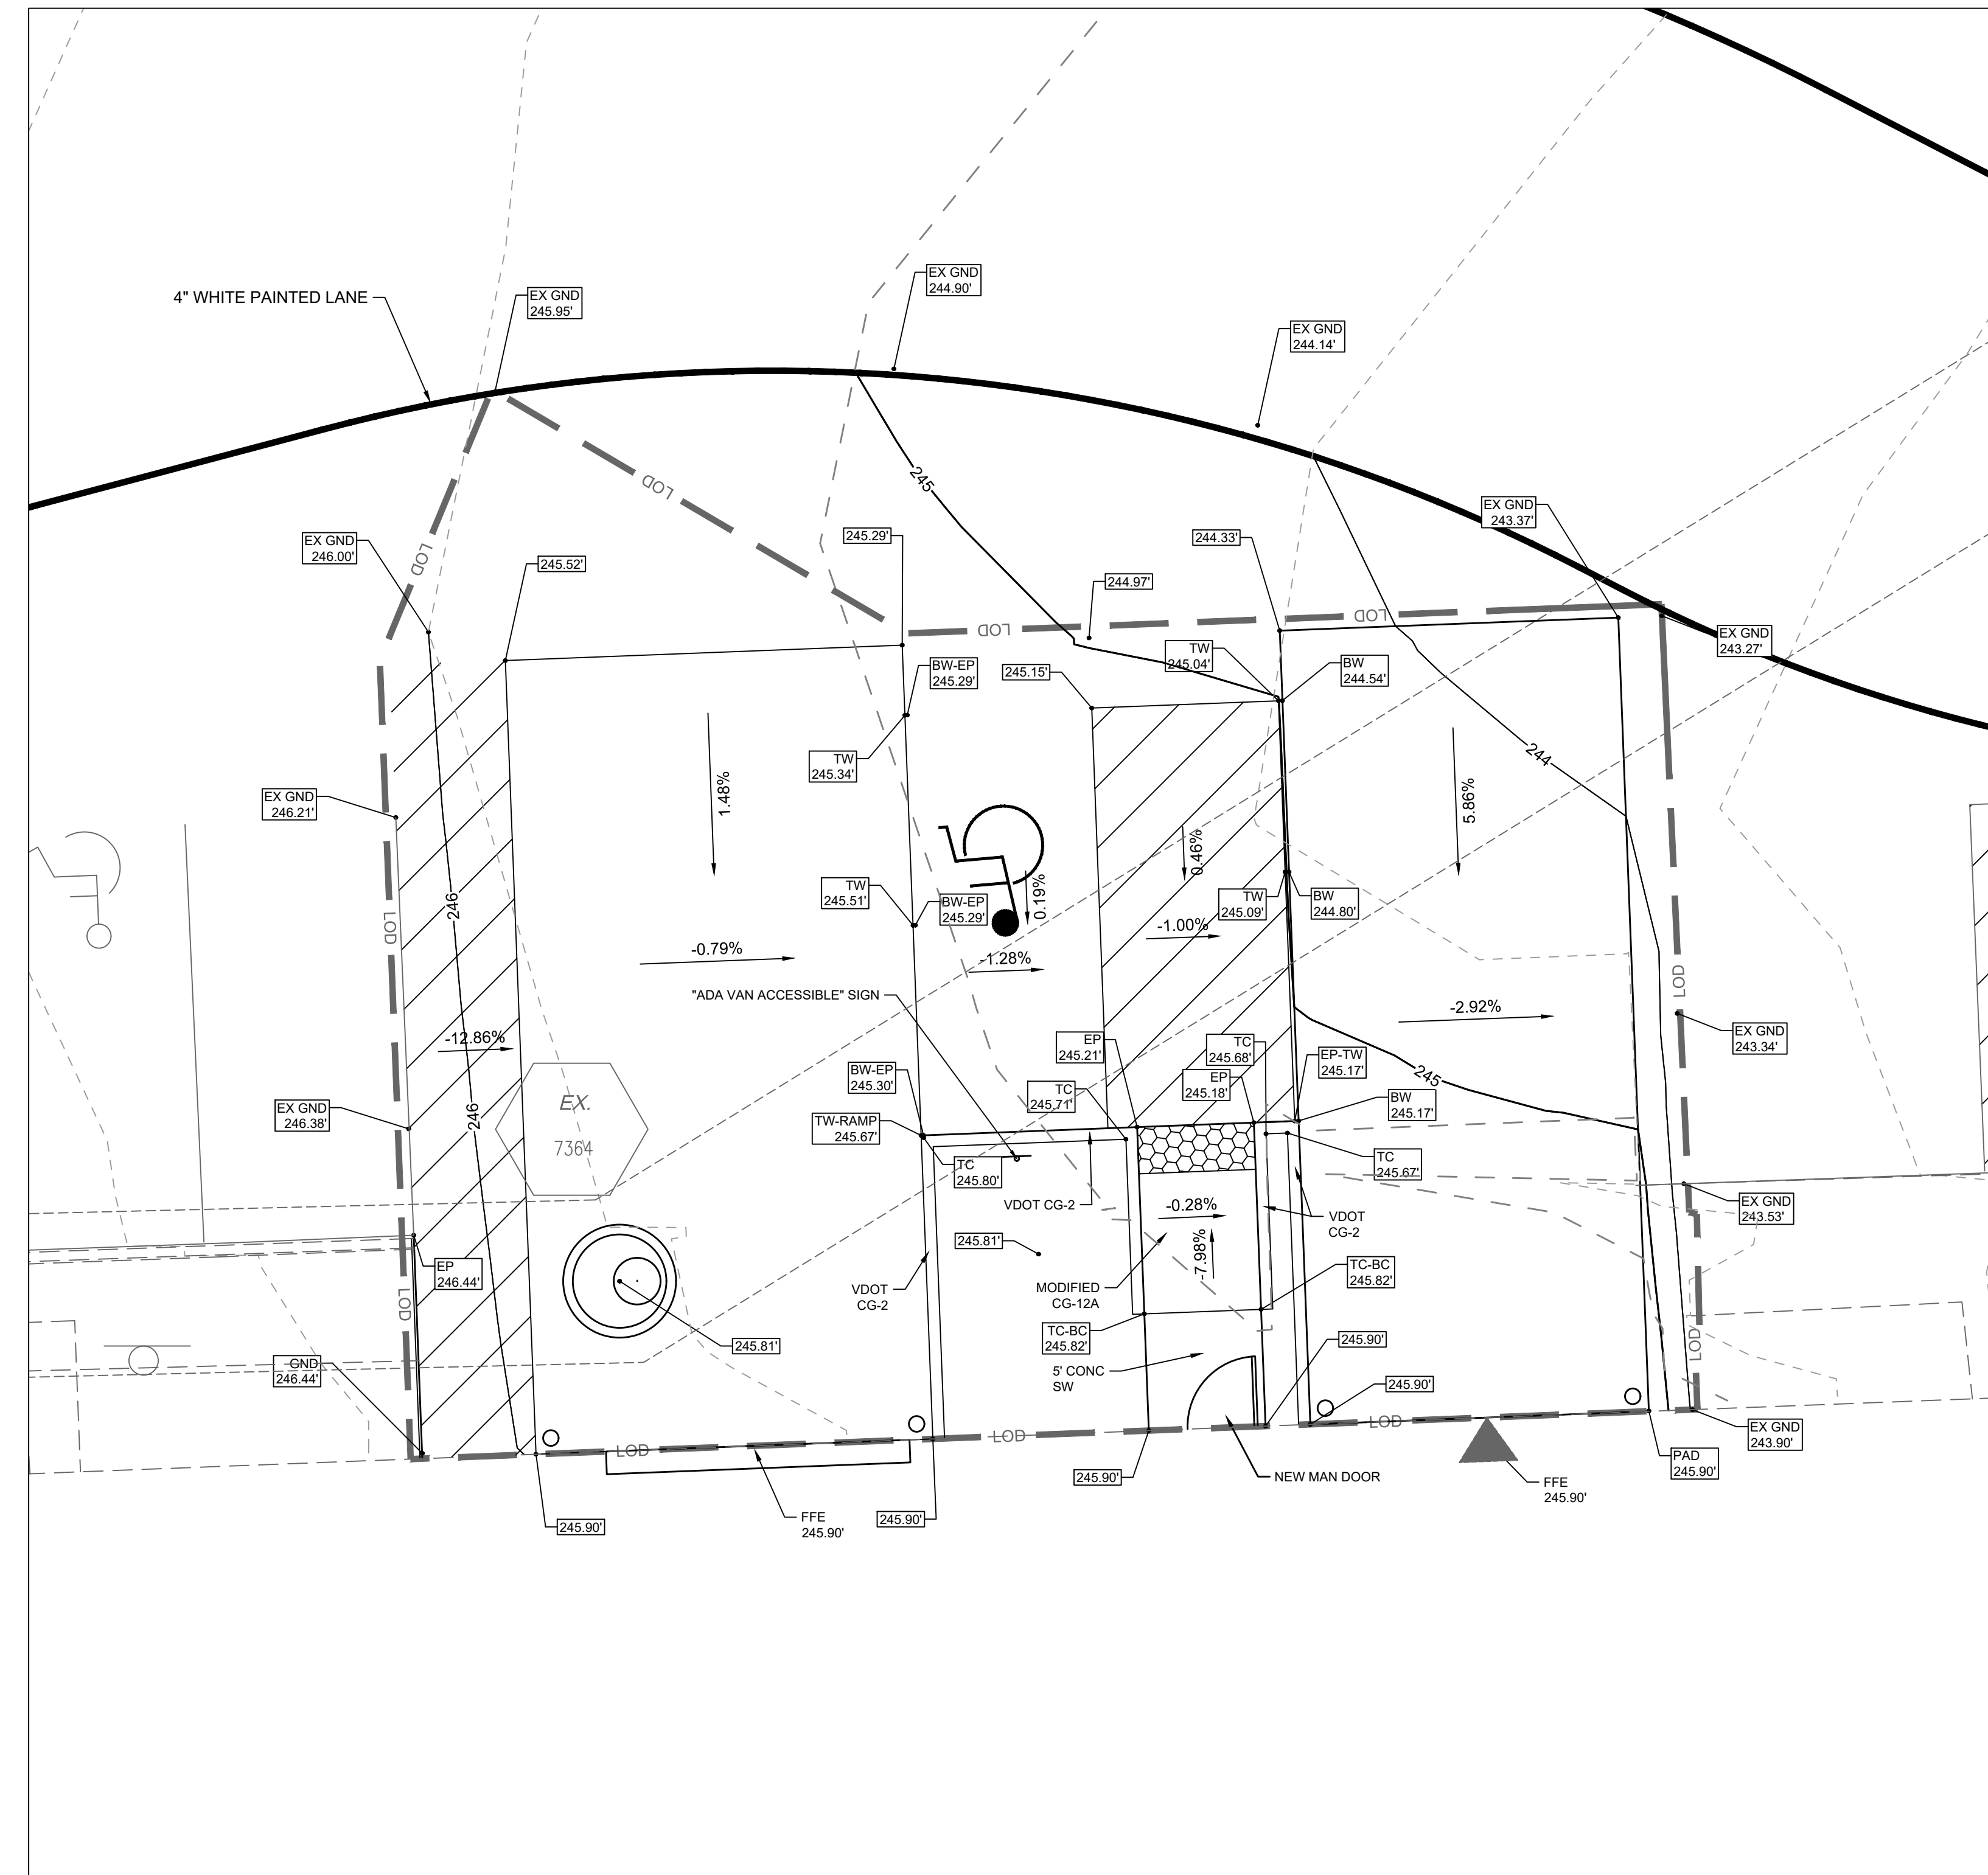 EX GND
244.90'
EX GND
245.95'
4" WHITE PAINTED LANE
EX GND
244.14'
245
LOD
EX GND
243.37'
EX GND
246.00'
245.29'
244.33'
LOD
245.52'
244.97'
LOD
LOD
EX GND
243.27'
TW
245.04'
BW
244.54'
BW-EP
245.29'
245.15'
TW
245.34'
1.48%
5.86%
244
EX GND
246.21'
0.46%
TW
245.51'
BW-EP
245.29'
0.19%
TW
245.09'
BW
244.80'
246
LOD
-1.00%
-0.79%
-1.28%
LOD
"ADA VAN ACCESSIBLE" SIGN
-2.92%
-12.86%
EX GND
243.34'
EP
245.21'
TC
245.68'
EP-TW
245.17'
BW-EP
245.30'
EP
245.18'
245
EX.
7364
TC
245.71'
BW
245.17'
EX GND
246.38'
246
TW-RAMP
245.67'
TC
245.80'
TC
245.67'
VDOT CG-2
-0.28%
EX GND
243.53'
VDOT
CG-2
245.81'
-7.98%
EP
246.44'
TC-BC
245.82'
LOD
VDOT
CG-2
MODIFIED
CG-12A
245.81'
TC-BC
245.82'
245.90'
LOD
GND
246.44'
5' CONC
SW
245.90'
LOD
LOD
LOD
EX GND
243.90'
PAD
245.90'
245.90'
NEW MAN DOOR
FFE
245.90'
245.90'
FFE
245.90'
245.90'